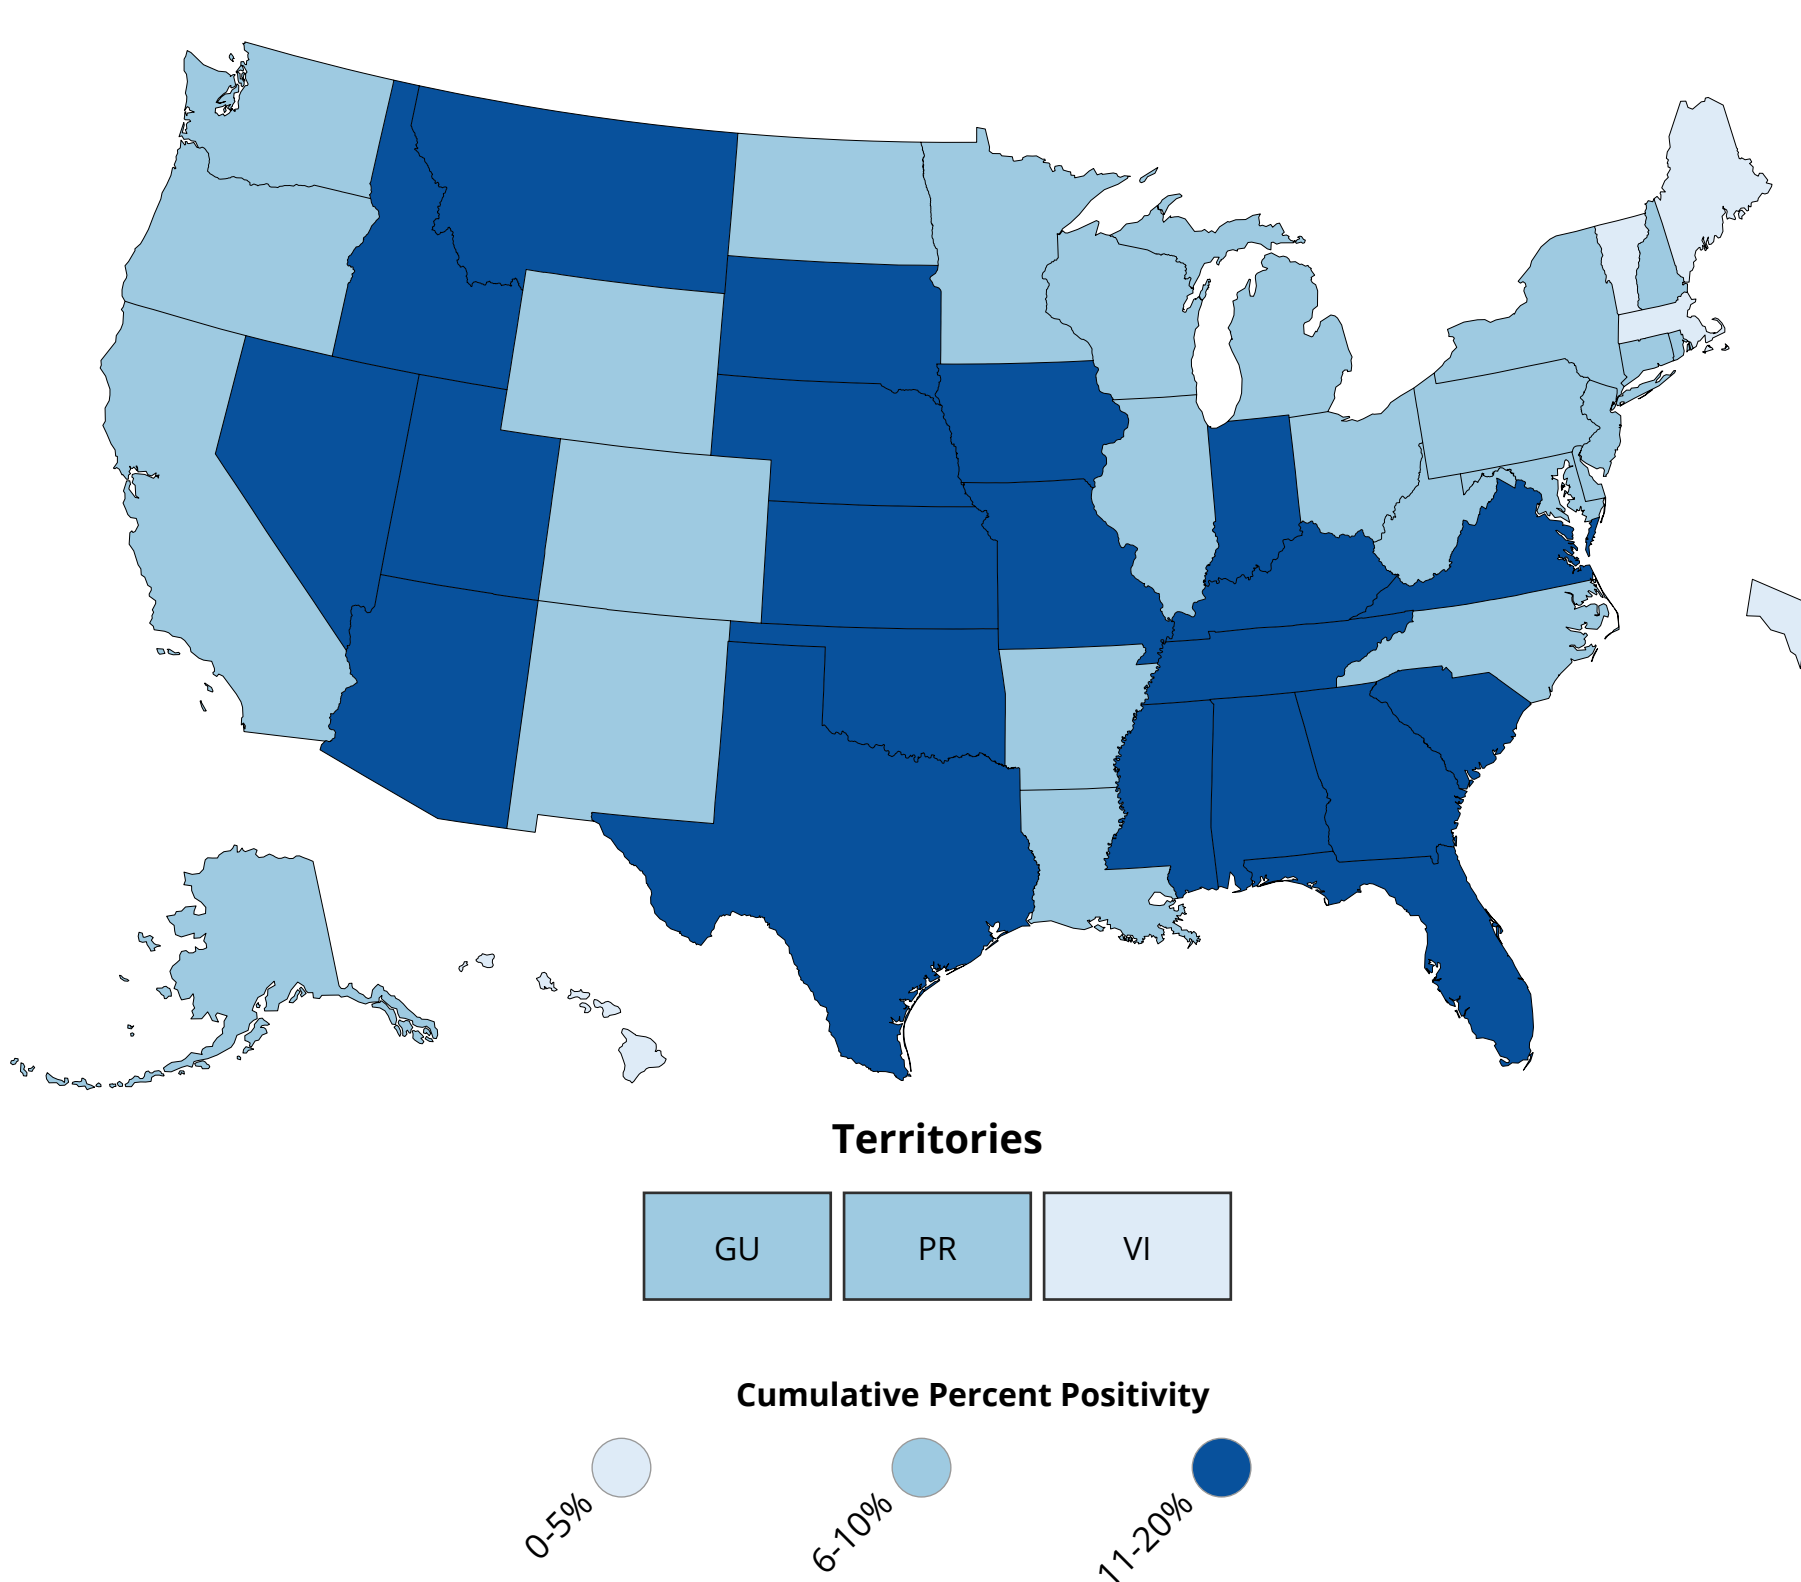 Territories
GU PR VI
Cumulative Percent Positivity
0-5% 6-10% 11-20%